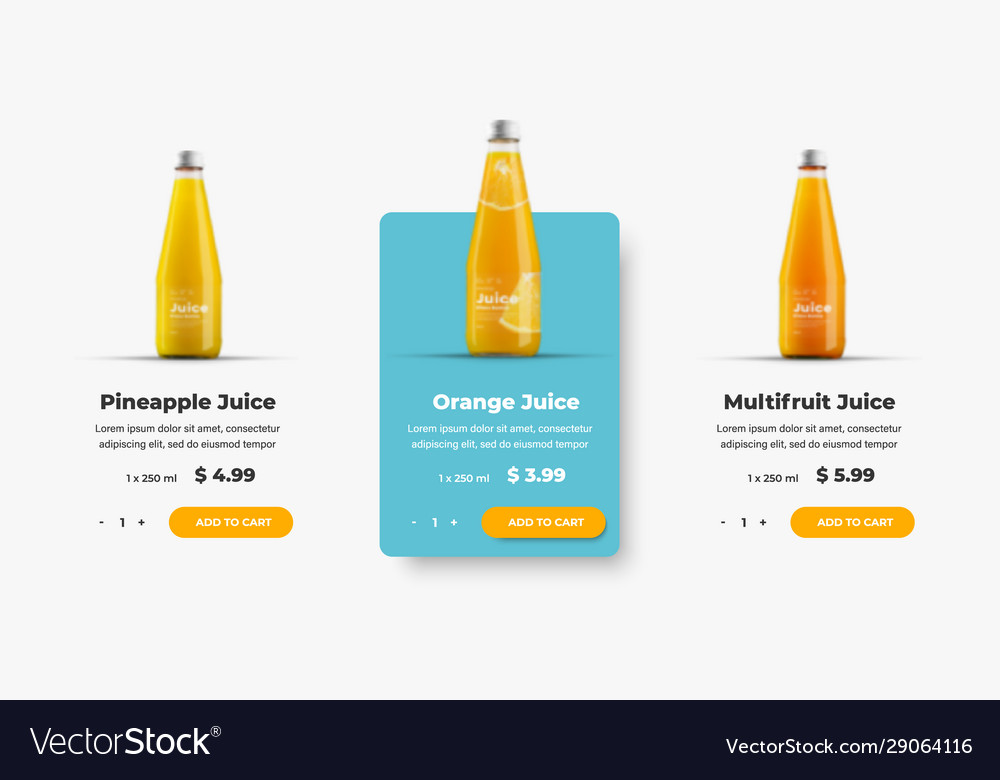 Juice
Pineapple Juice
Lorem ipsum dolor sit amet, consectetur
adipiscing elit, sed do eiusmod tempor
1 x 250 ml $ 4.99
- 1 + ADD TO CART
Juice
Orange Juice
Lorem ipsum dolor sit amet, consectetur
adipiscing elit, sed do eiusmod tempor
1 x 250 ml $ 3.99
- 1 + ADD TO CART
Juice
Multifruit Juice
Lorem ipsum dolor sit amet, consectetur
adipiscing elit, sed do eiusmod tempor
1 x 250 ml $ 5.99
- 1 + ADD TO CART
VectorStock®
VectorStock.com/29064116